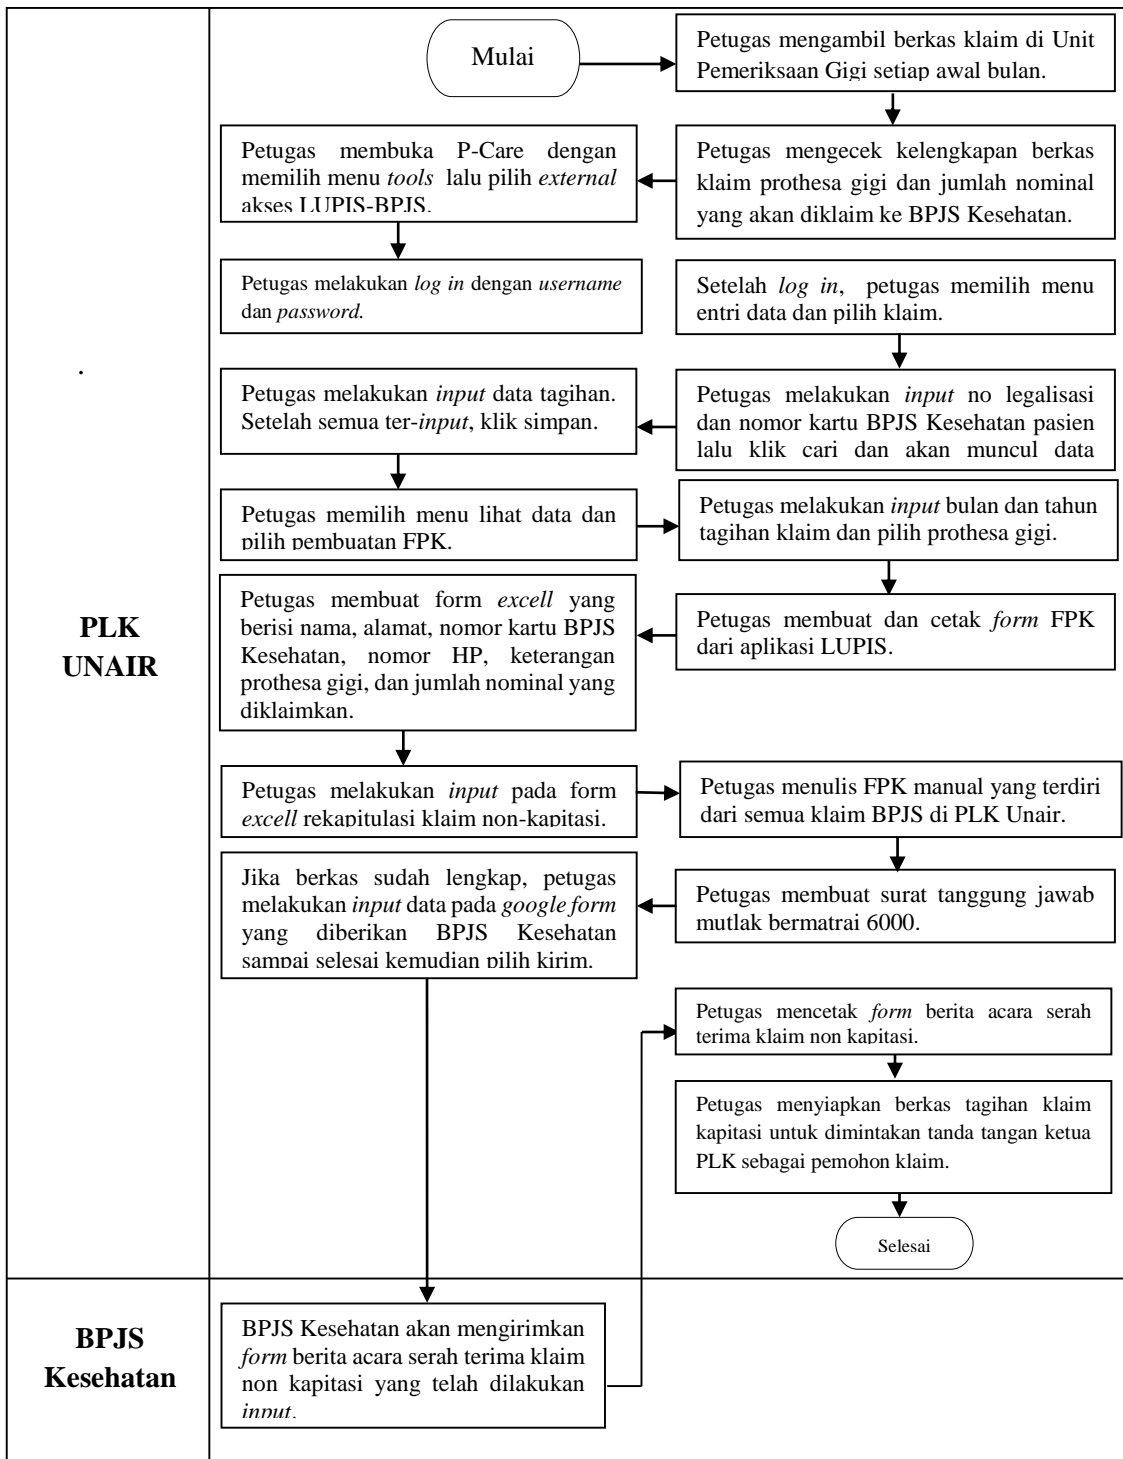 Mulai
Petugas mengambil berkas klaim di Unit
Pemeriksaan Gigi setiap awal bulan.
Petugas mengecek kelengkapan berkas
klaim prothesa gigi dan jumlah nominal
yang akan diklaim ke BPJS Kesehatan.
Petugas membuka P-Care dengan
memilih menu tools lalu pilih external
akses LUPIS-BPJS.
Petugas melakukan log in dengan username
dan password.
Setelah log in, petugas memilih menu
entri data dan pilih klaim.
Petugas melakukan input no legalisasi
dan nomor kartu BPJS Kesehatan pasien
lalu klik cari dan akan muncul data
Petugas melakukan input data tagihan.
Setelah semua ter-input, klik simpan.
Petugas memilih menu lihat data dan
pilih pembuatan FPK.
Petugas melakukan input bulan dan tahun
tagihan klaim dan pilih prothesa gigi.
Petugas membuat dan cetak form FPK
dari aplikasi LUPIS.
Petugas membuat form excell yang
berisi nama, alamat, nomor kartu BPJS
Kesehatan, nomor HP, keterangan
prothesa gigi, dan jumlah nominal yang
diklaimkan.
PLK
UNAIR
Petugas melakukan input pada form
excell rekapitulasi klaim non-kapitasi.
Petugas menulis FPK manual yang terdiri
dari semua klaim BPJS di PLK Unair.
Petugas membuat surat tanggung jawab
mutlak bermatrai 6000.
Jika berkas sudah lengkap, petugas
melakukan input data pada google form
yang diberikan BPJS Kesehatan
sampai selesai kemudian pilih kirim.
Petugas mencetak form berita acara serah
terima klaim non kapitasi.
Petugas menyiapkan berkas tagihan klaim
kapitasi untuk dimintakan tanda tangan ketua
PLK sebagai pemohon klaim.
Selesai
BPJS
Kesehatan
BPJS Kesehatan akan mengirimkan
form berita acara serah terima klaim
non kapitasi yang telah dilakukan
input.